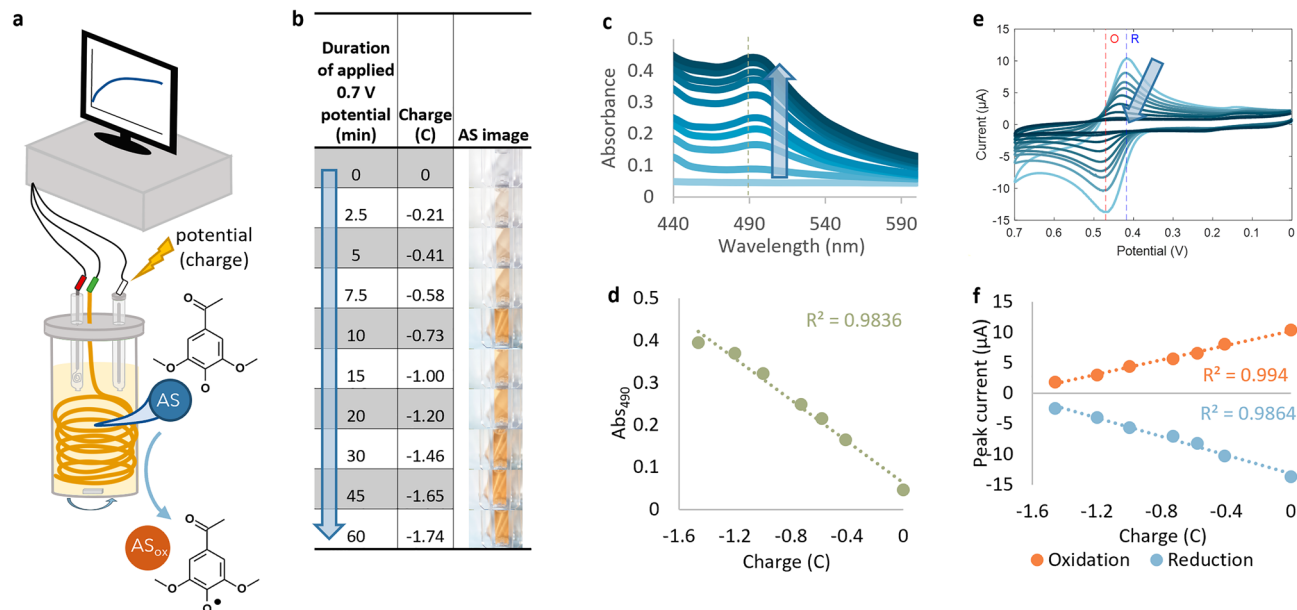 a
potential
(charge)
O
O
O
O
AS
AS_ox
O
O
O
O•
b
Duration
of applied
0.7 V
potential
(min)
Charge
(C)
AS image
0 0
2.5 -0.21
5 -0.41
7.5 -0.58
10 -0.73
15 -1.00
20 -1.20
30 -1.46
45 -1.65
60 -1.74
c
Absorbance
0.5
0.4
0.3
0.2
0.1
0
440 490 540 590
Wavelength (nm)
d
Abs490
0.5
0.4
0.3
0.2
0.1
0
R² = 0.9836
-1.6 -1.2 -0.8 -0.4 0
Charge (C)
e
O R
Current (μA)
15
10
5
0
-5
-10
-15
0.7 0.6 0.5 0.4 0.3 0.2 0.1 0
Potential (V)
f
Peak current (μA)
15
10
5
0
-5
-10
-15
R² = 0.994
R² = 0.9864
-1.6 -1.2 -0.8 -0.4 0
Charge (C)
Oxidation Reduction